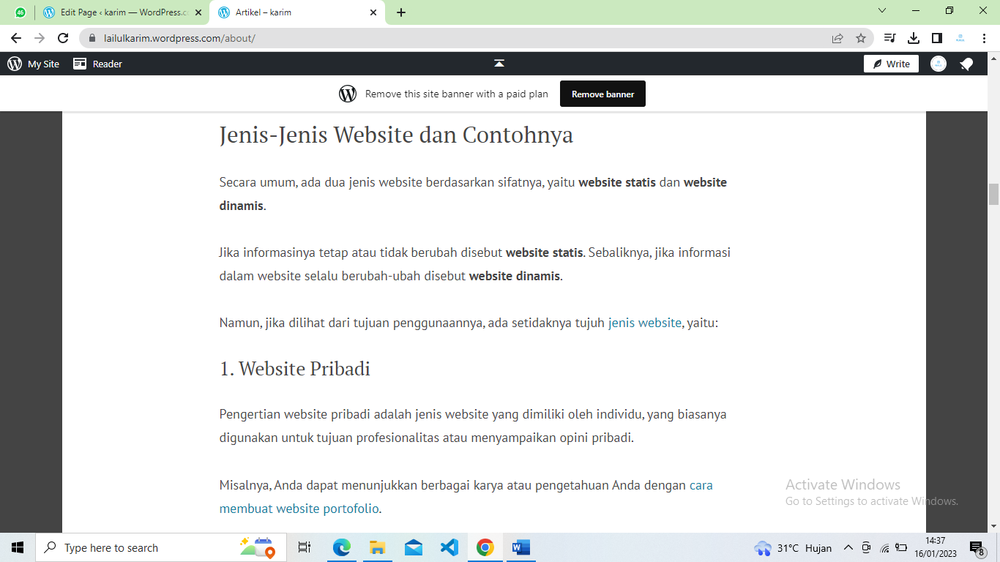 46
Edit Page ‹ karim — WordPress.c
Artikel – karim
lailulkarim.wordpress.com/about/
My Site
Reader
Write
Remove this site banner with a paid plan
Remove banner
Jenis-Jenis Website dan Contohnya
Secara umum, ada dua jenis website berdasarkan sifatnya, yaitu website statis dan website
dinamis.
Jika informasinya tetap atau tidak berubah disebut website statis. Sebaliknya, jika informasi
dalam website selalu berubah-ubah disebut website dinamis.
Namun, jika dilihat dari tujuan penggunaannya, ada setidaknya tujuh jenis website, yaitu:
1. Website Pribadi
Pengertian website pribadi adalah jenis website yang dimiliki oleh individu, yang biasanya
digunakan untuk tujuan profesionalitas atau menyampaikan opini pribadi.
Misalnya, Anda dapat menunjukkan berbagai karya atau pengetahuan Anda dengan cara
membuat website portofolio.
Activate Windows
Go to Settings to activate Windows.
Type here to search
31°C Hujan
14:37
16/01/2023
8